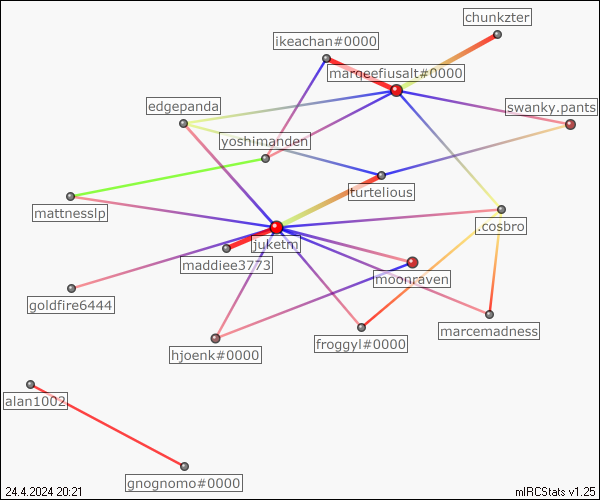 chunkzter
ikeachan#0000
marqeefiusalt#0000
edgepanda
swanky.pants
yoshimanden
turtelious
mattnesslp
.cosbro
juketm
maddiee3773
moonraven
goldfire6444
marcemadness
froggyl#0000
hjoenk#0000
alan1002
gnognomo#0000
24.4.2024 20:21
mIRCStats v1.25